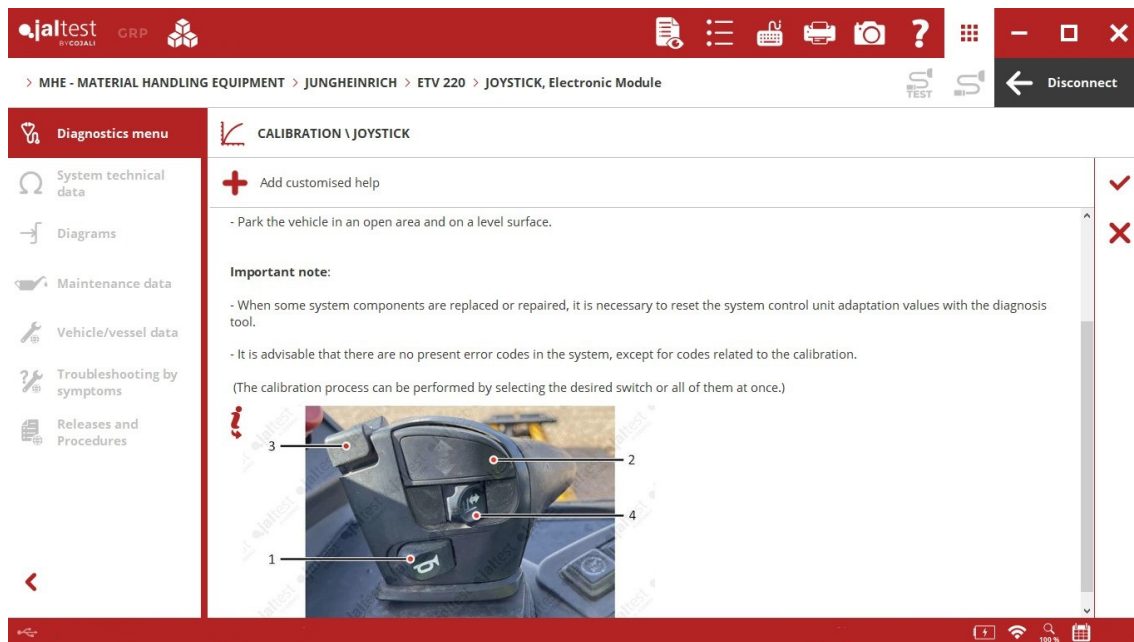 jaltest GRP
BY COJALI
> MHE - MATERIAL HANDLING EQUIPMENT > JUNGHEINRICH > ETV 220 > JOYSTICK, Electronic Module
TEST
Disconnect
Diagnostics menu
CALIBRATION \ JOYSTICK
System technical
data
Add customised help
Diagrams
Maintenance data
Vehicle/vessel data
Troubleshooting by
symptoms
Releases and
Procedures
- Park the vehicle in an open area and on a level surface.
Important note:
- When some system components are replaced or repaired, it is necessary to reset the system control unit adaptation values with the diagnosis
tool.
- It is advisable that there are no present error codes in the system, except for codes related to the calibration.
(The calibration process can be performed by selecting the desired switch or all of them at once.)
3
2
4
1
jaltest
jaltest
jaltest
100 %